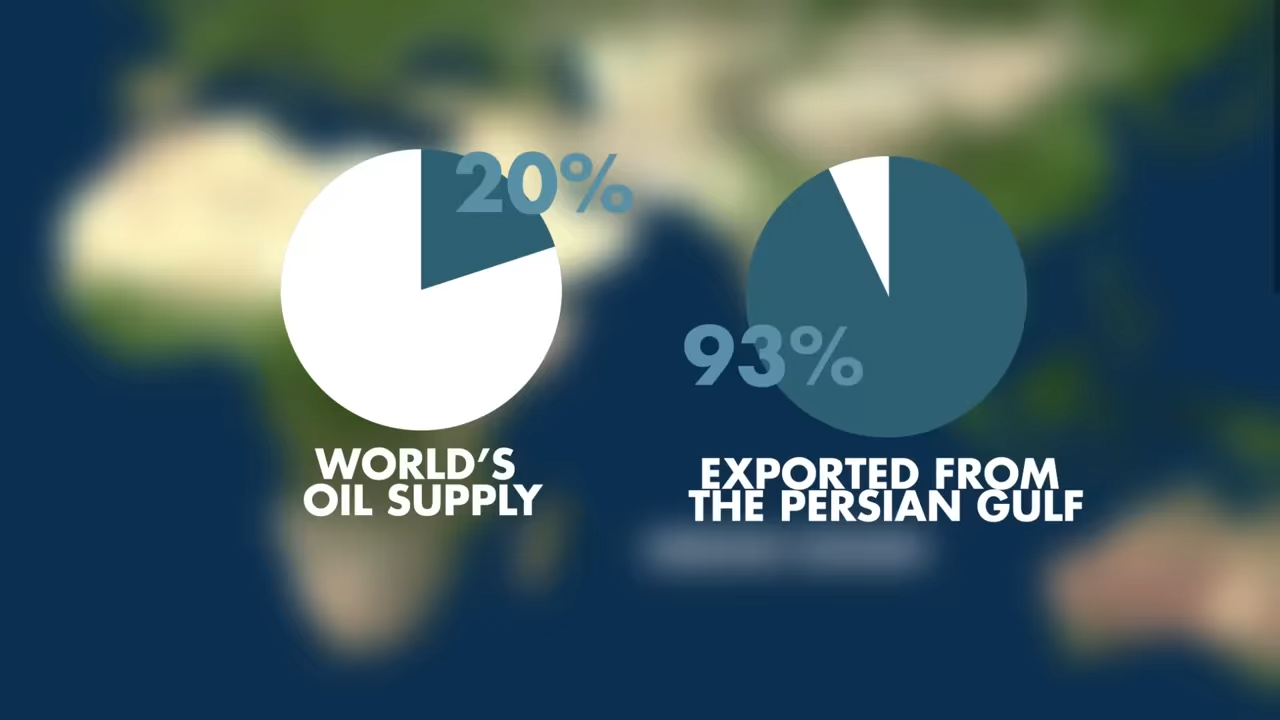 20%
WORLD'S
OIL SUPPLY
93%
EXPORTED FROM
THE PERSIAN GULF